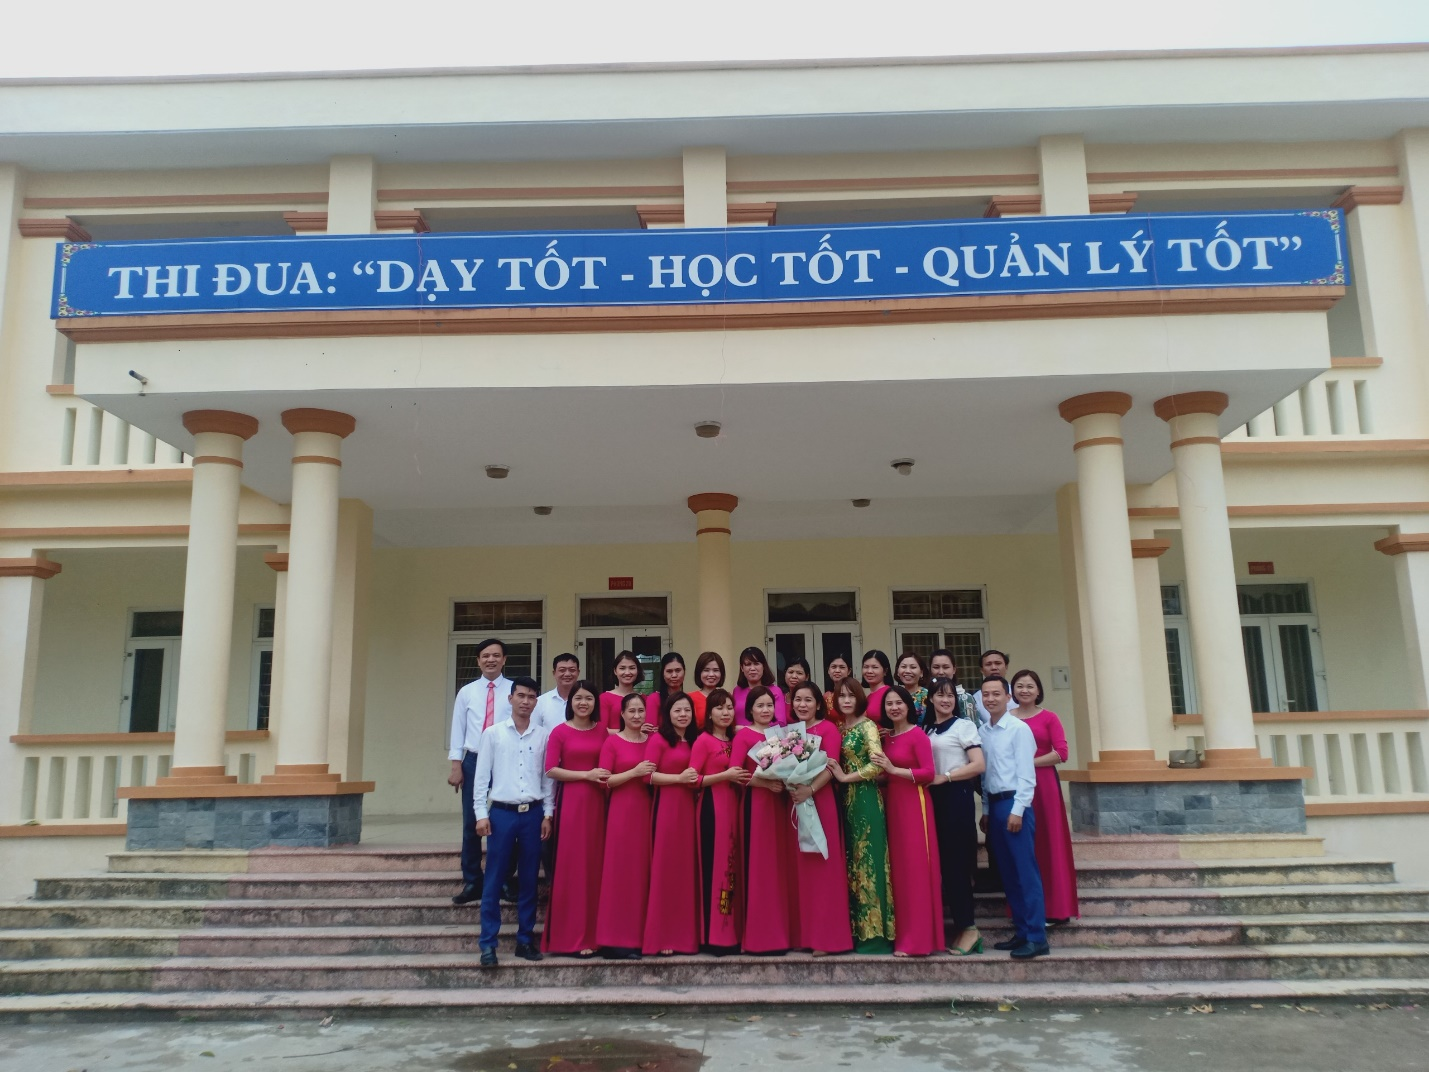 THI ĐUA: “DẠY TỐT - HỌC TỐT - QUẢN LÝ TỐT”